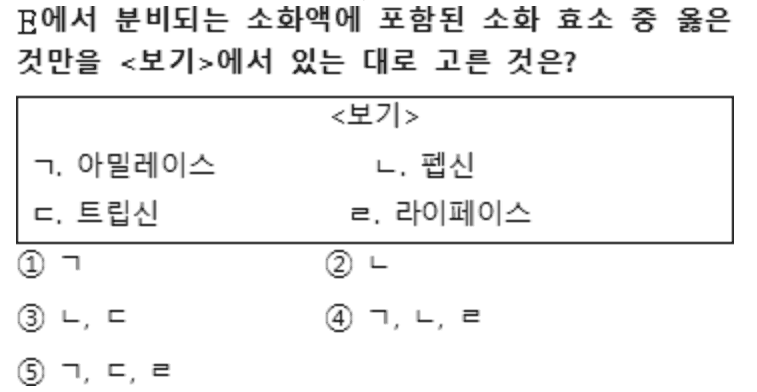 E에서 분비되는 소화액에 포함된 소화 효소 중 옳은
것만을 <보기>에서 있는 대로 고른 것은?
<보기>
ㄱ. 아밀레이스 ㄴ. 펩신
ㄷ. 트립신 ㄹ. 라이페이스
① ㄱ ② ㄴ
③ ㄴ, ㄷ ④ ㄱ, ㄴ, ㄹ
⑤ ㄱ, ㄷ, ㄹ